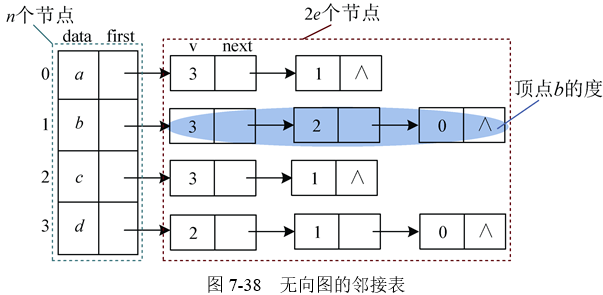 n个节点
2e个节点
data first
v next
0 a 3 1 ∧
顶点b的度
1 b 3 2 0 ∧
2 c 3 1 ∧
3 d 2 1 0 ∧
图 7-38 无向图的邻接表